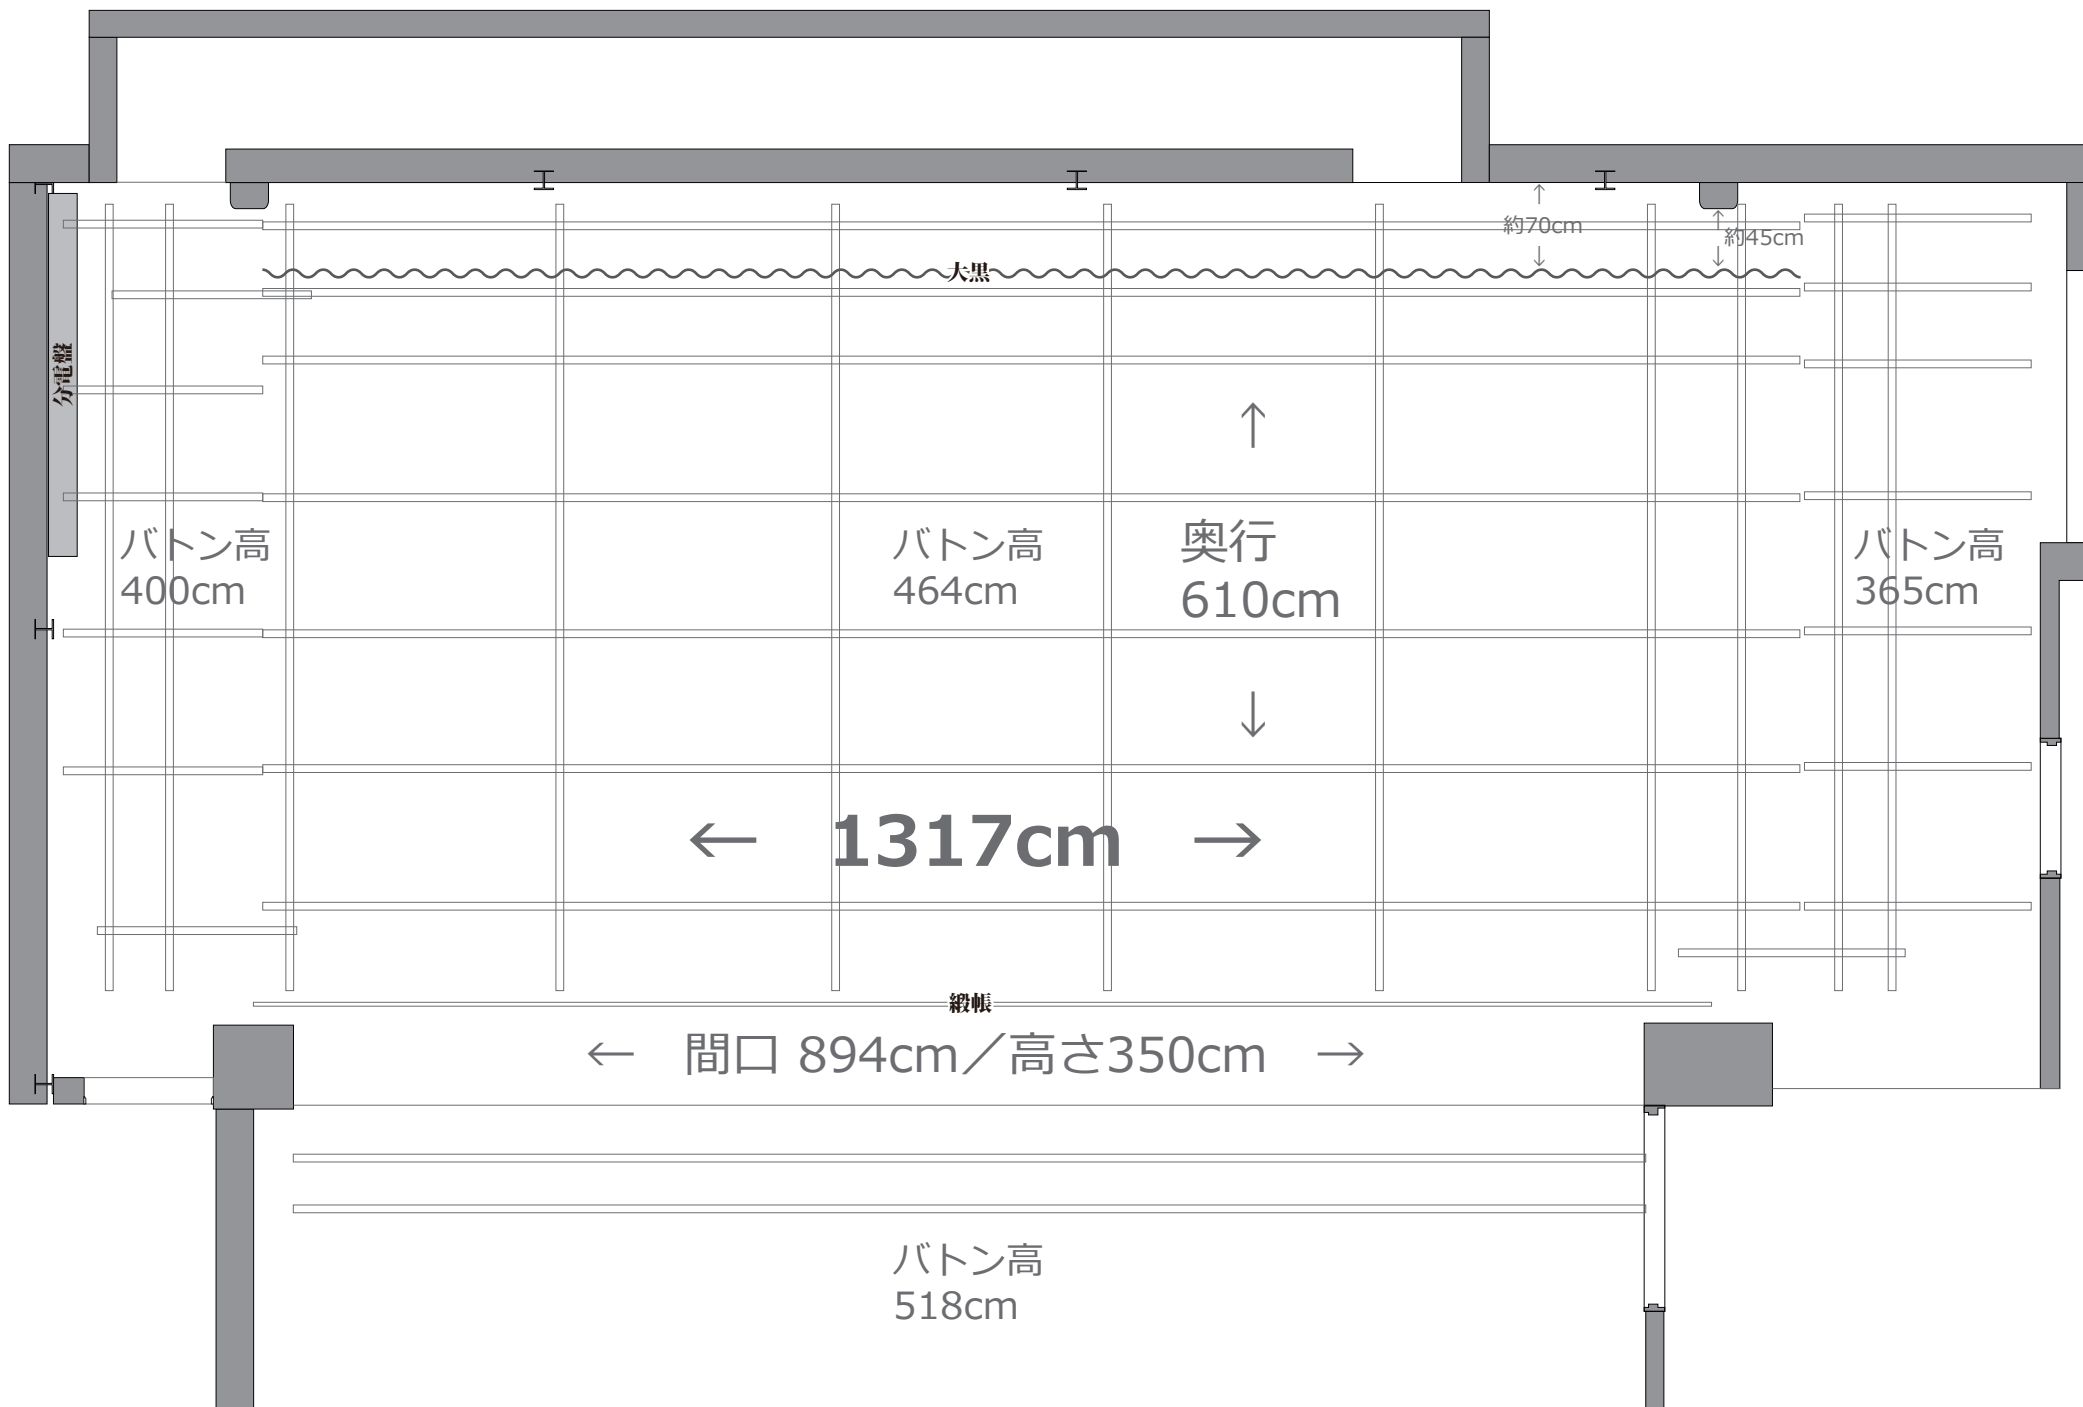 約70cm
約45cm
大黒
分電盤
バトン高
400cm
バトン高
464cm
奥行
610cm
バトン高
365cm
1317cm
緞帳
間口 894cm／高さ350cm
バトン高
518cm